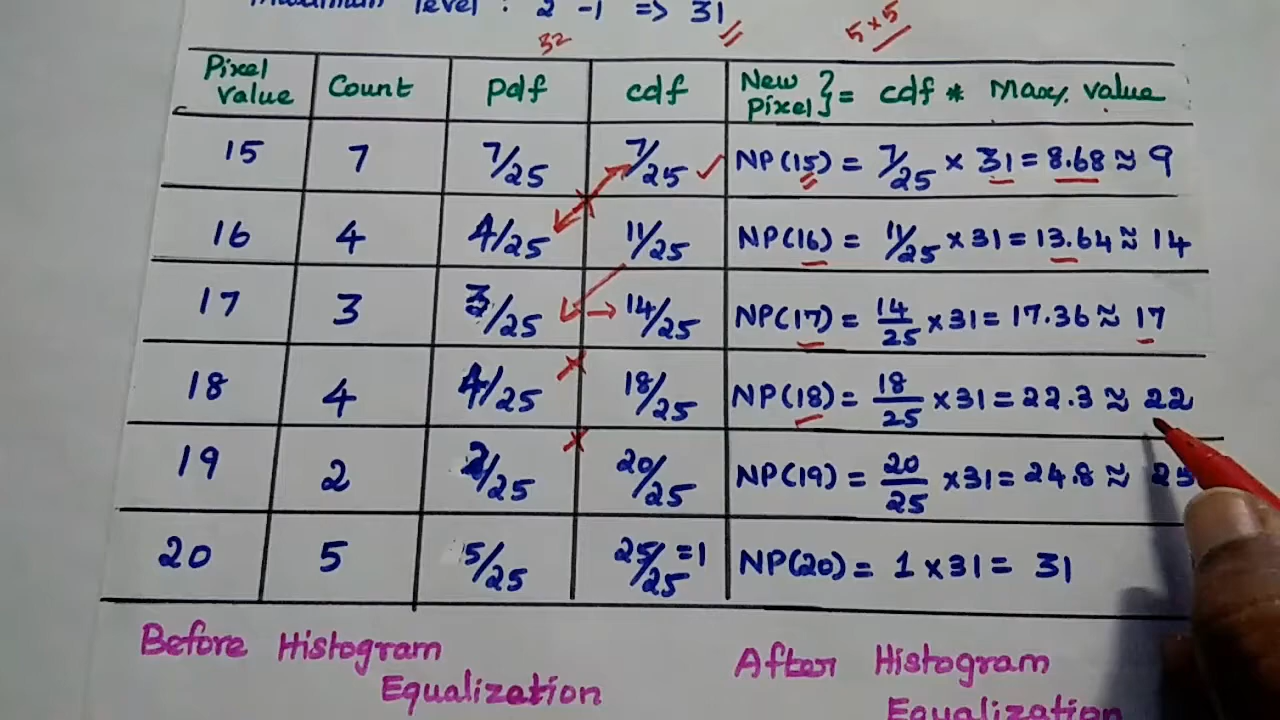 level : 2 -1 => 31
32
5 x 5
Pixel value Count pdf cdf New pixel } = cdf * Max. value
15 7 7/25 7/25 ✓ NP(15) = 7/25 × 31 = 8.68 ≈ 9
16 4 4/25 11/25 NP(16) = 11/25 × 31 = 13.64 ≈ 14
17 3 3/25 14/25 NP(17) = 14/25 × 31 = 17.36 ≈ 17
18 4 4/25 18/25 NP(18) = 18/25 × 31 = 22.3 ≈ 22
19 2 2/25 20/25 NP(19) = 20/25 × 31 = 24.8 ≈ 25
20 5 5/25 25/25 = 1 NP(20) = 1 × 31 = 31
Before Histogram
Equalization
After Histogram
Equalization